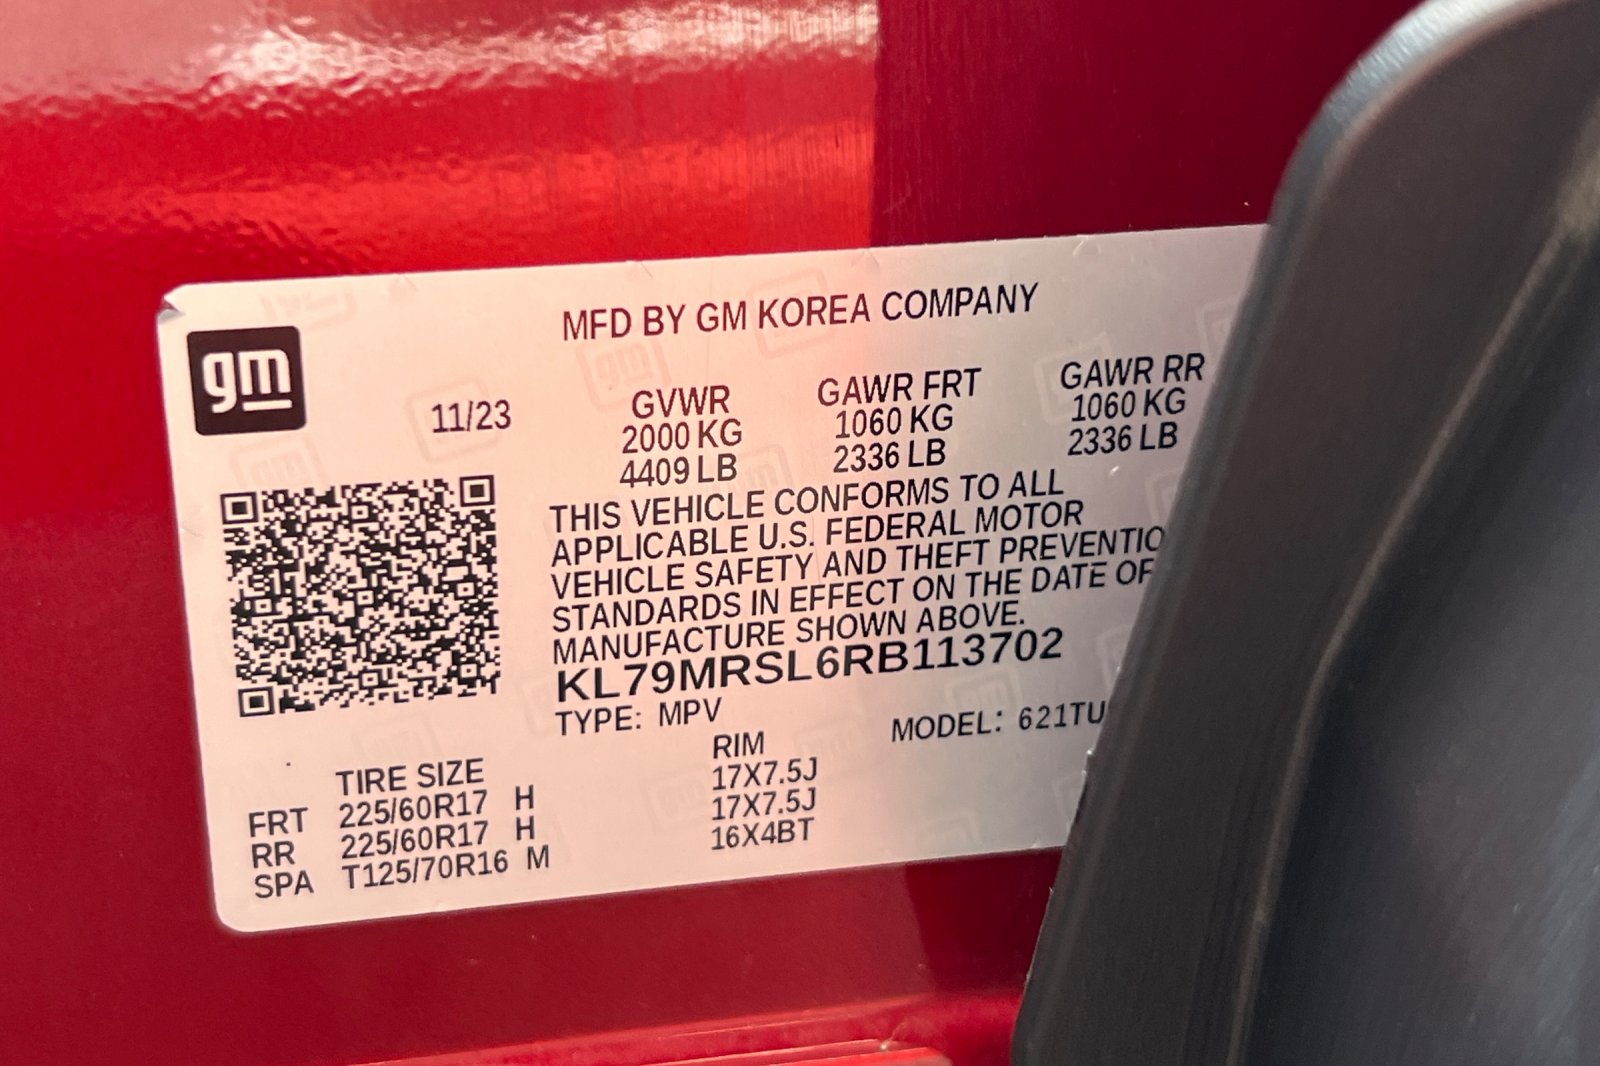 MFD BY GM KOREA COMPANY
gm
11/23
GVWR GAWR FRT GAWR RR
2000 KG 1060 KG 1060 KG
4409 LB 2336 LB 2336 LB
THIS VEHICLE CONFORMS TO ALL
APPLICABLE U.S. FEDERAL MOTOR
VEHICLE SAFETY AND THEFT PREVENTIO
STANDARDS IN EFFECT ON THE DATE OF
MANUFACTURE SHOWN ABOVE.
KL79MRSL6RB113702
TYPE: MPV MODEL: 621TU
TIRE SIZE RIM
FRT 225/60R17 H 17X7.5J
RR 225/60R17 H 17X7.5J
SPA T125/70R16 M 16X4BT